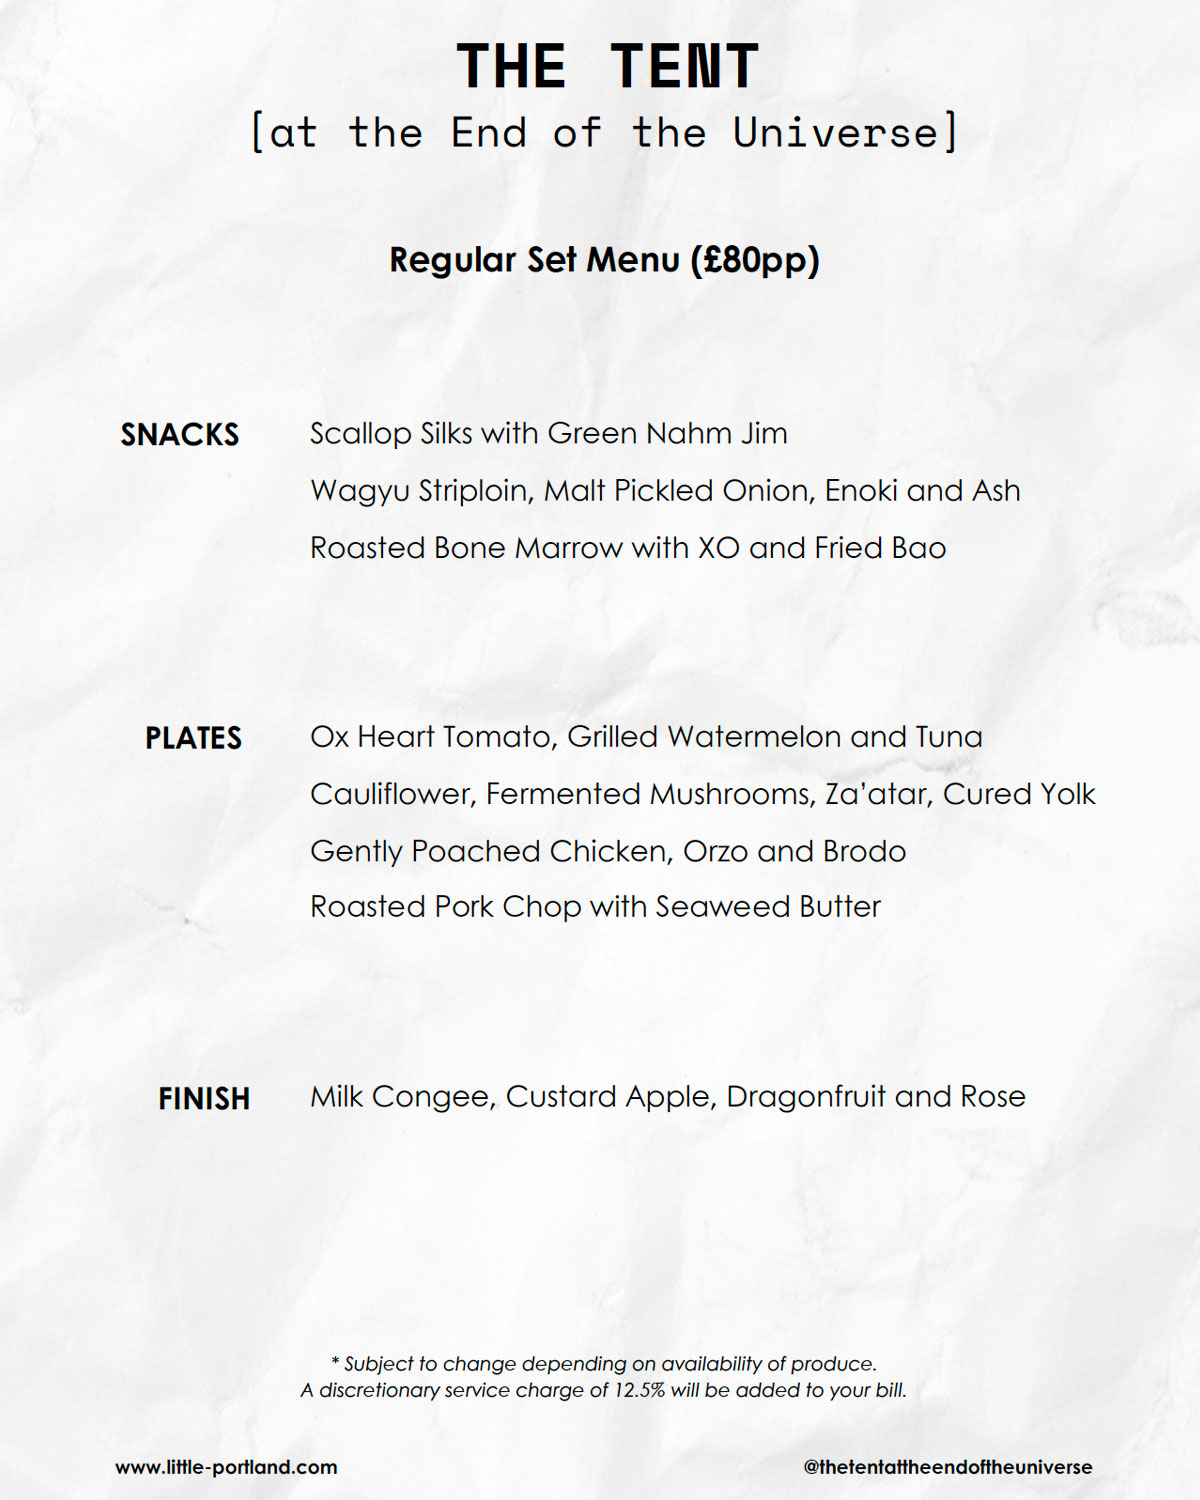 THE TENT
[at the End of the Universe]
Regular Set Menu (£80pp)
SNACKS Scallop Silks with Green Nahm Jim
Wagyu Striploin, Malt Pickled Onion, Enoki and Ash
Roasted Bone Marrow with XO and Fried Bao
PLATES Ox Heart Tomato, Grilled Watermelon and Tuna
Cauliflower, Fermented Mushrooms, Za’atar, Cured Yolk
Gently Poached Chicken, Orzo and Brodo
Roasted Pork Chop with Seaweed Butter
FINISH Milk Congee, Custard Apple, Dragonfruit and Rose
* Subject to change depending on availability of produce.
A discretionary service charge of 12.5% will be added to your bill.
www.little-portland.com @thetentattheendoftheuniverse